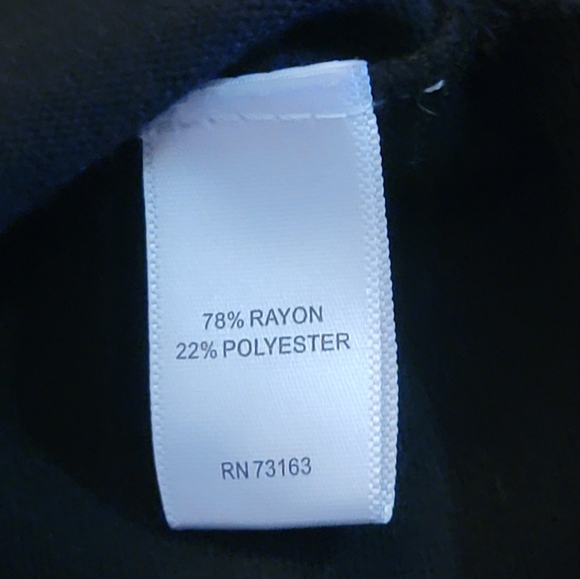 78% RAYON
22% POLYESTER
RN 73163